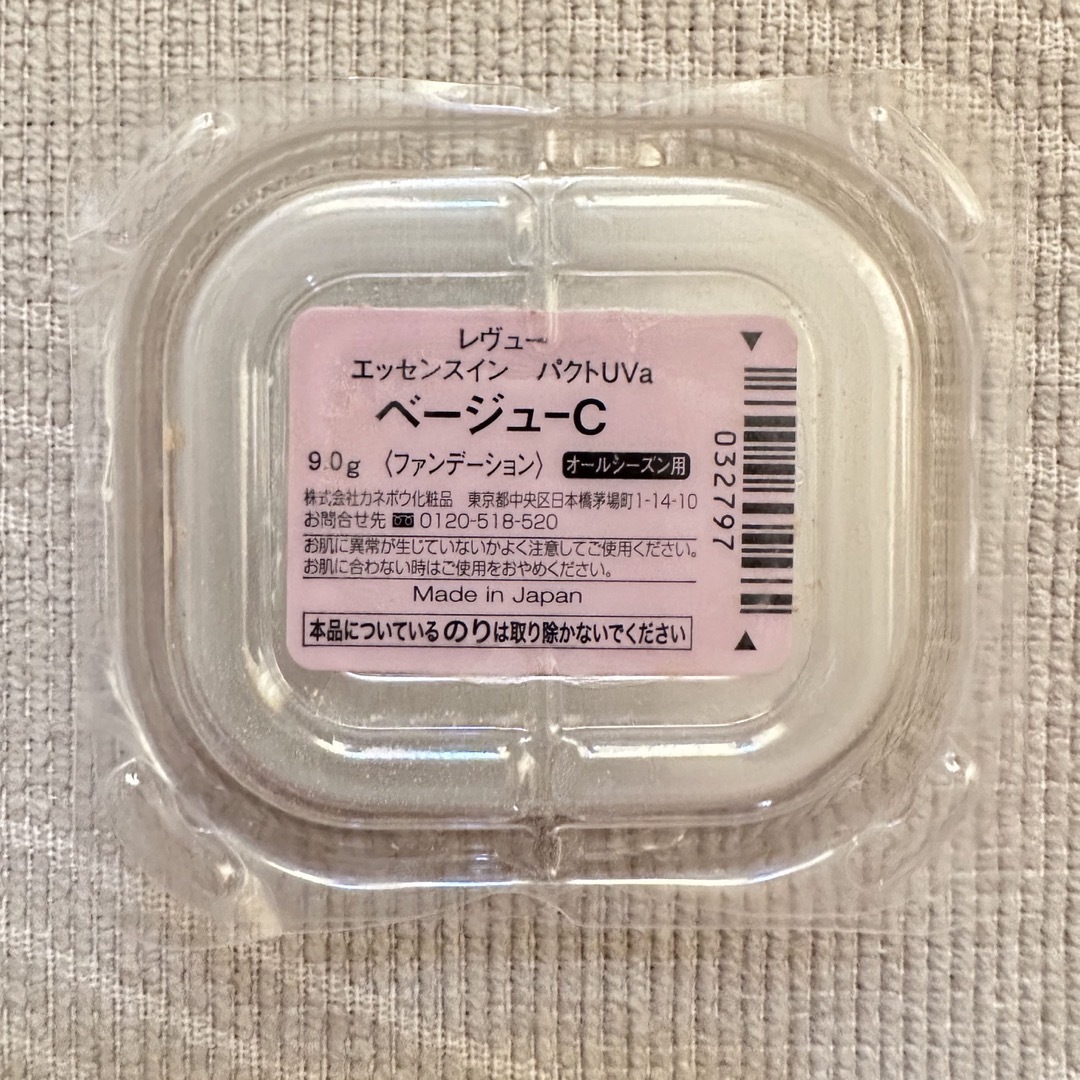 レヴュー
エッセンスイン パクトUVa
ベージューC
9.0g 〈ファンデーション〉 オールシーズン用
株式会社カネボウ化粧品 東京都中央区日本橋茅場町1-14-10
お問合せ先 0120-518-520
お肌に異常が生じていないかよく注意してご使用ください。
お肌に合わない時はご使用をおやめください。
Made in Japan
本品についているのりは取り除かないでください
032797